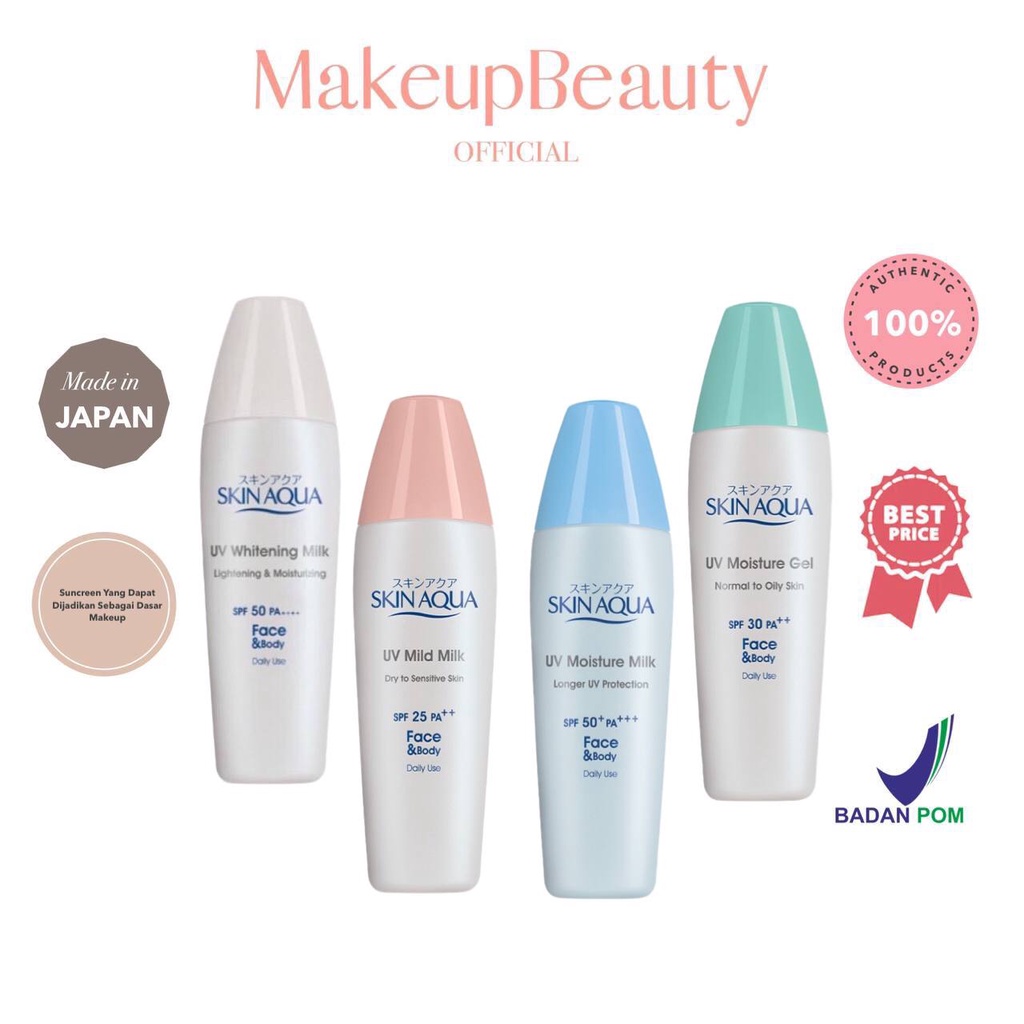 MakeupBeauty
OFFICIAL
Made in
JAPAN
Suncreen Yang Dapat
Dijadikan Sebagai Dasar
Makeup
スキンアクア
SKIN AQUA
UV Whitening Milk
Lightening & Moisturizing
SPF 50 PA++++
Face
&Body
Daily Use
スキンアクア
SKIN AQUA
UV Mild Milk
Dry to Sensitive Skin
SPF 25 PA++
Face
&Body
Daily Use
スキンアクア
SKIN AQUA
UV Moisture Milk
Longer UV Protection
SPF 50+ PA+++
Face
&Body
Daily Use
スキンアクア
SKIN AQUA
UV Moisture Gel
Normal to Oily Skin
SPF 30 PA++
Face
&Body
Daily Use
AUTHENTIC
100%
PRODUCTS
BEST
PRICE
BADAN POM